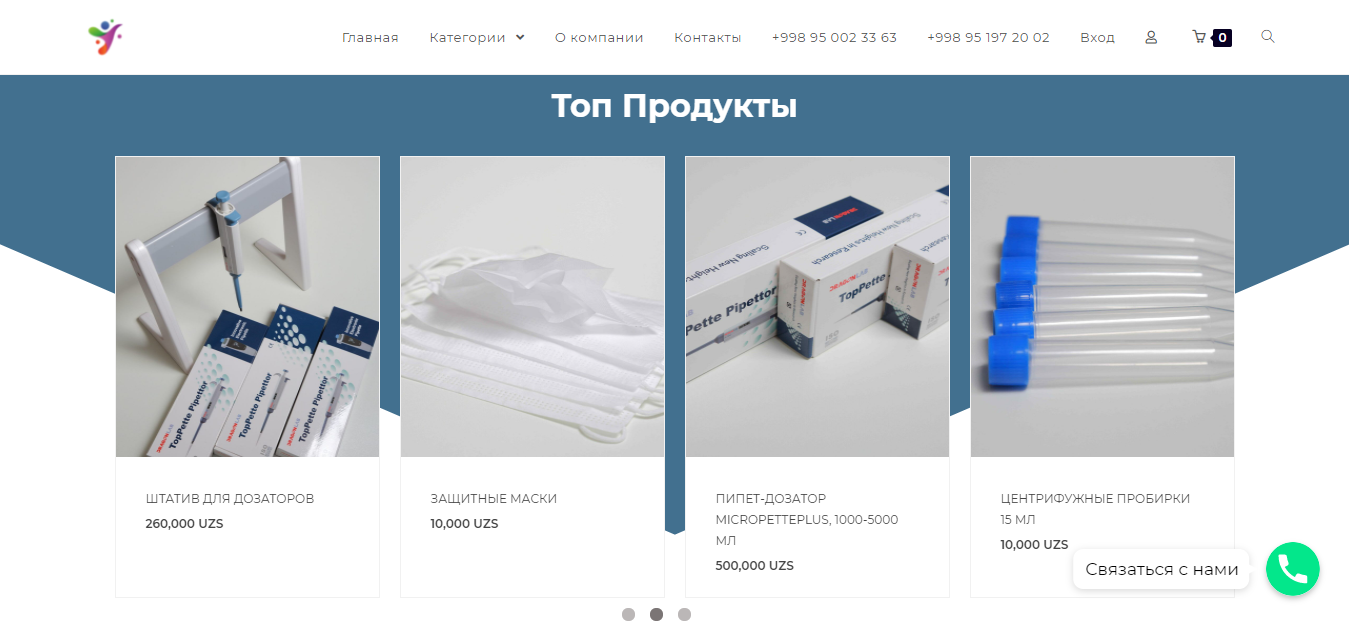 Главная Категории О компании Контакты +998 95 002 33 63 +998 95 197 20 02 Вход 0
Топ Продукты
TopPette Pipettor
TopPette Pipettor
TopPette Pipettor
Scaling New Heights in Research
TopPette
Pette Pipettor
ШТАТИВ ДЛЯ ДОЗАТОРОВ
260,000 UZS
ЗАЩИТНЫЕ МАСКИ
10,000 UZS
ПИПЕТ-ДОЗАТОР
MICROPETTEPLUS, 1000-5000
МЛ
500,000 UZS
ЦЕНТРИФУЖНЫЕ ПРОБИРКИ
15 МЛ
10,000 UZS
Связаться с нами